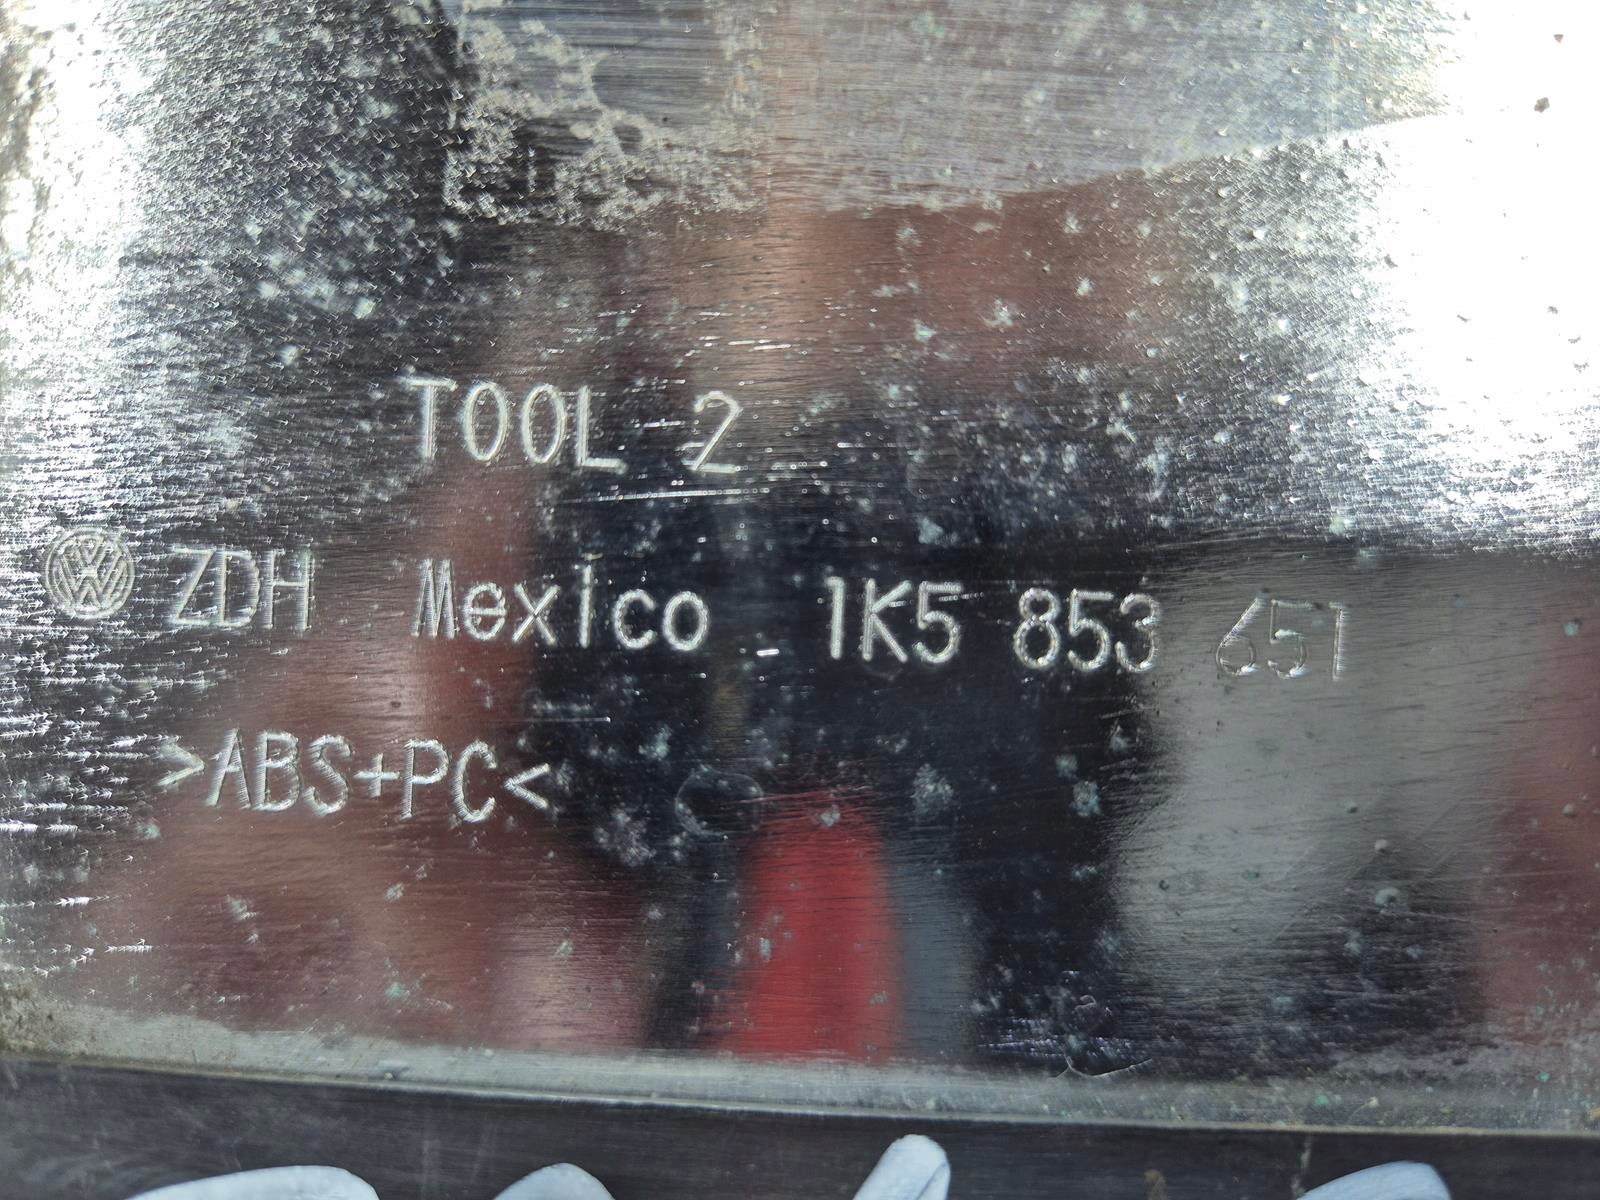 TOOL 2
ZDH Mexico 1K5 853 651
>ABS+PC<